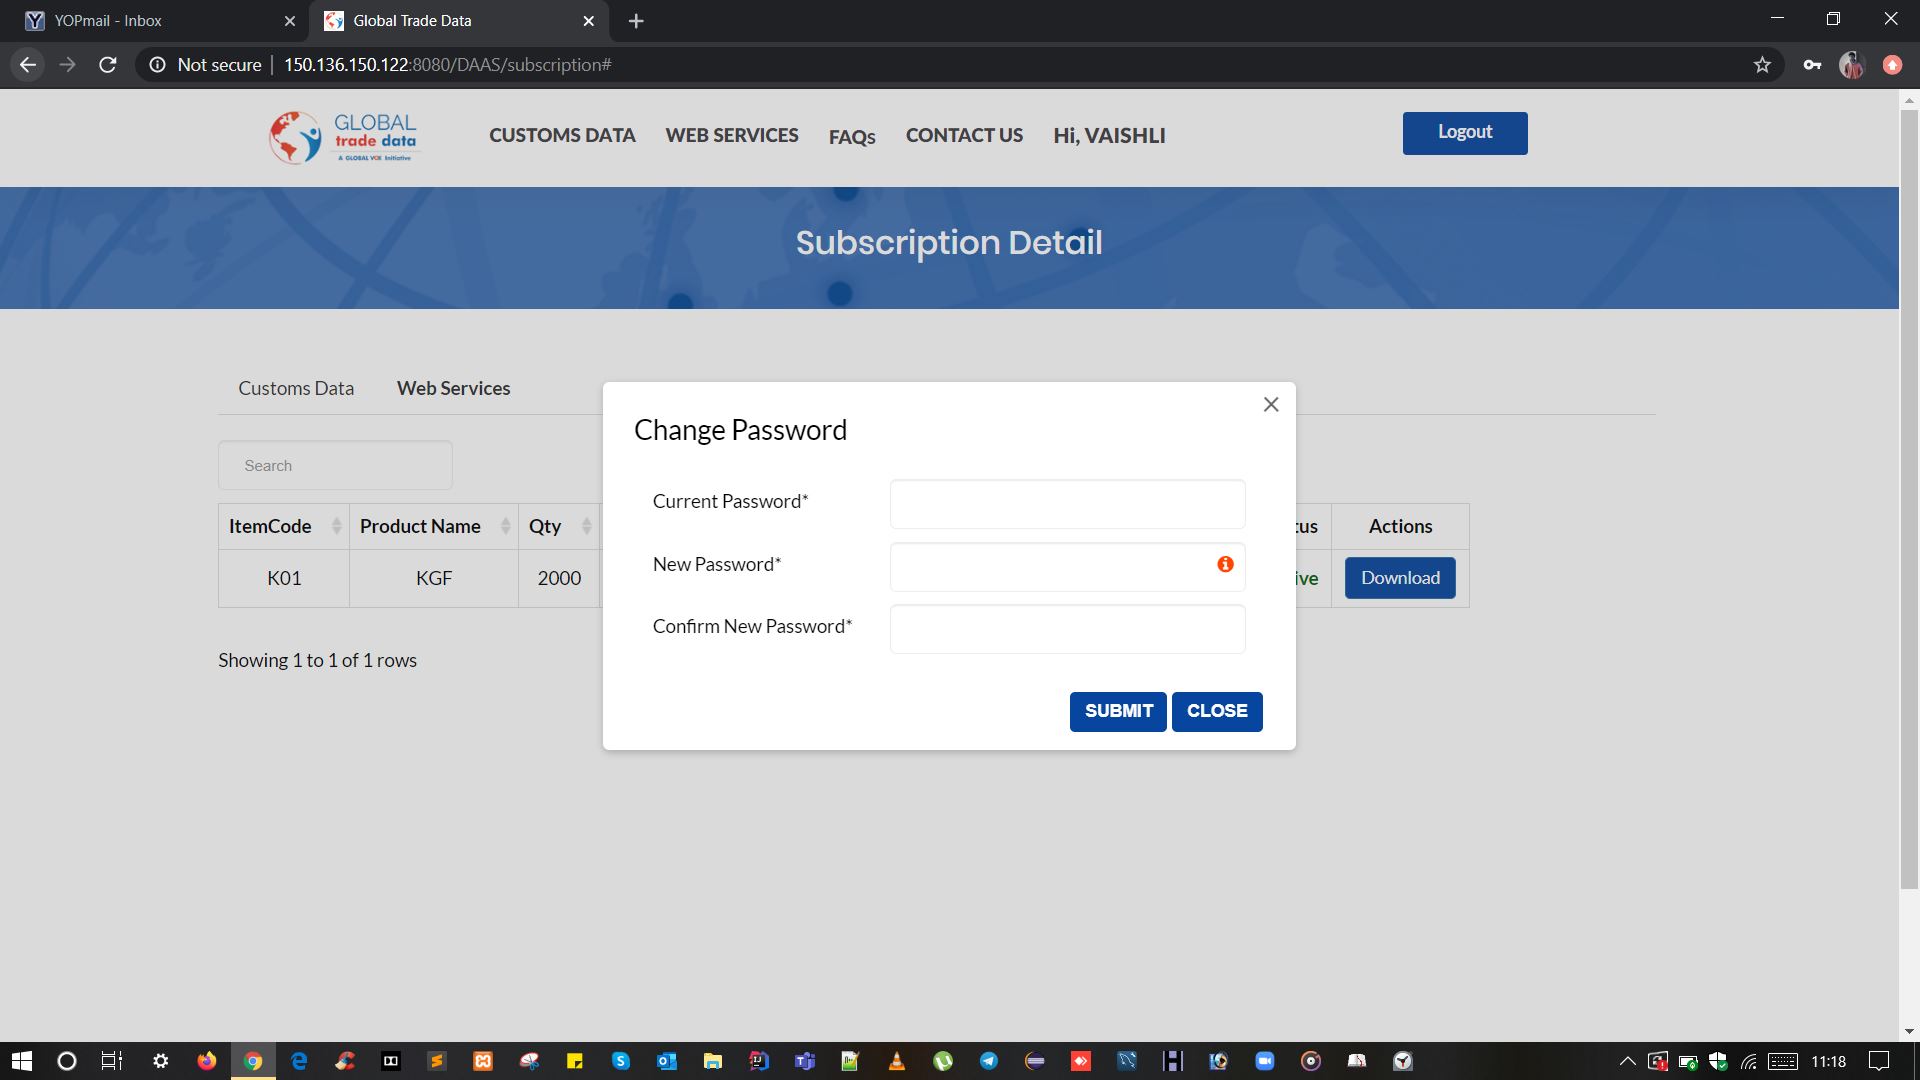 YOPmail - Inbox
Global Trade Data
Not secure
150.136.150.122:8080/DAAS/subscription#
GLOBAL
trade data
A GLOBAL VOX Initiative
CUSTOMS DATA
WEB SERVICES
FAQs
CONTACT US
Hi, VAISHLI
Logout
Subscription Detail
Customs Data
Web Services
Search
Change Password
Current Password*
New Password*
Confirm New Password*
SUBMIT
CLOSE
ItemCode
Product Name
Qty
tus
Actions
K01
KGF
2000
ive
Download
Showing 1 to 1 of 1 rows
11:18